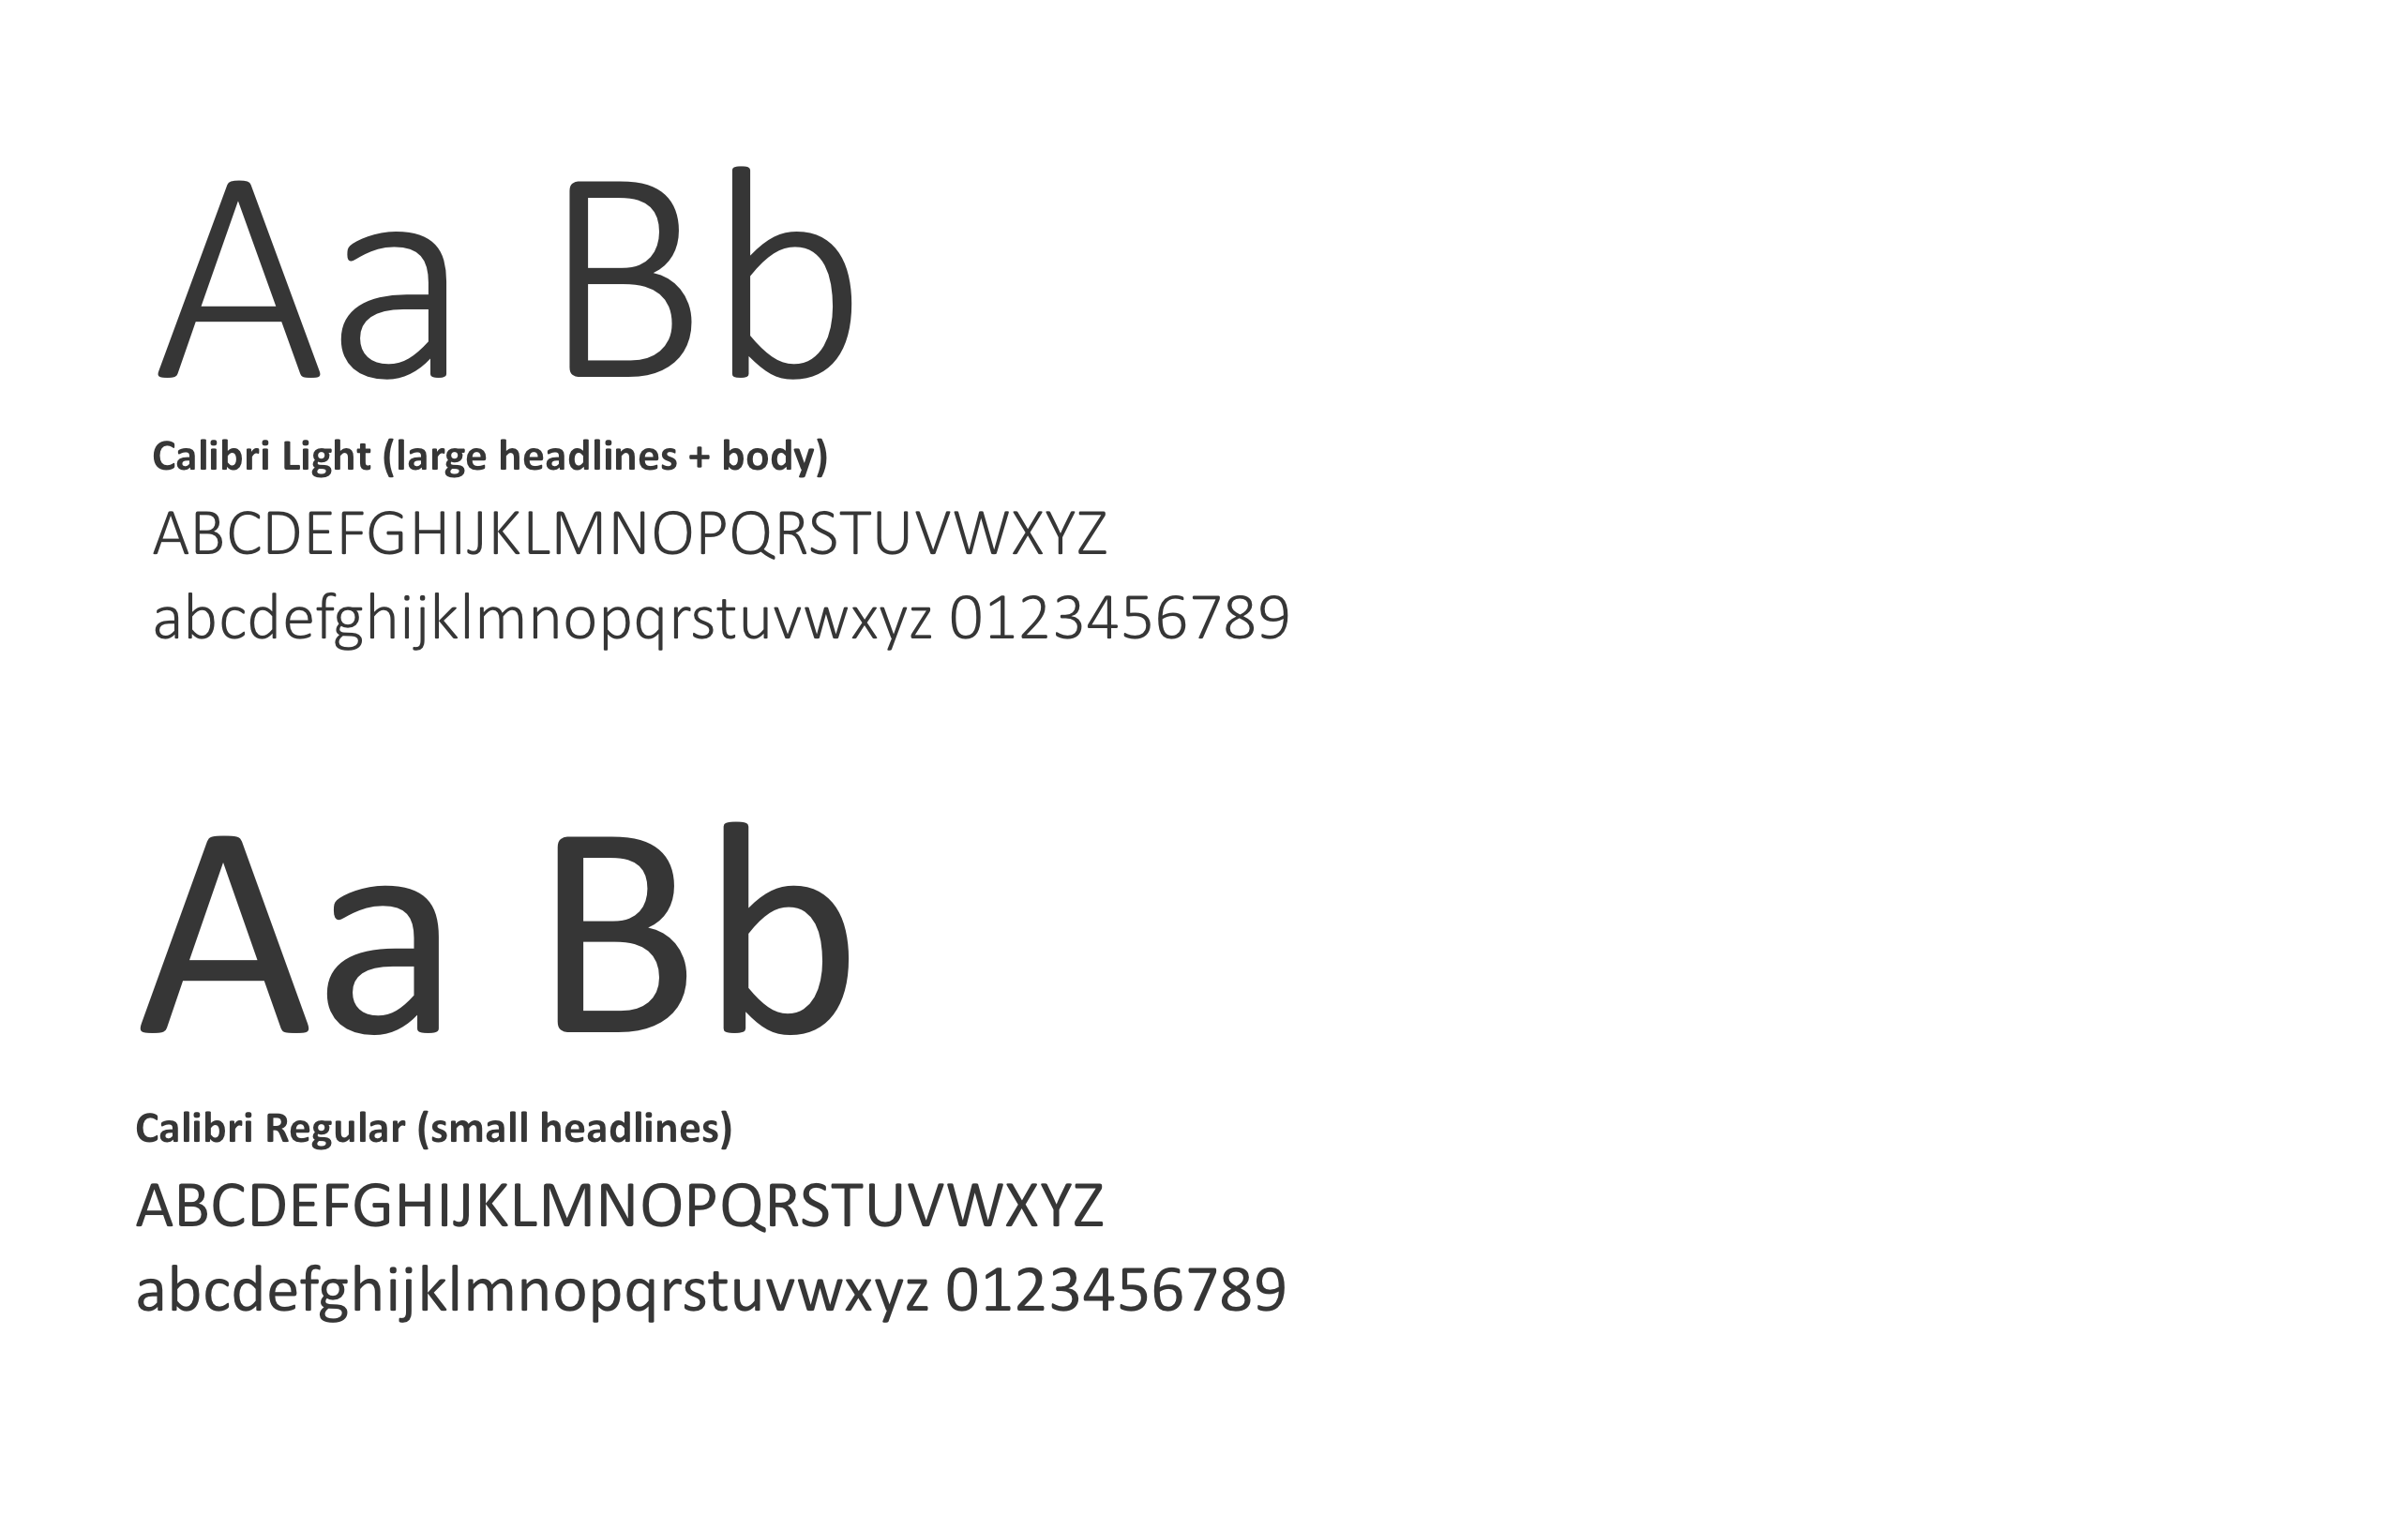 Aa Bb
Calibri Light (large headlines + body)
ABCDEFGHIJKLMNOPQRSTUVWXYZ
abcdefghijklmnopqrstuvwxyz 0123456789
Aa Bb
Calibri Regular (small headlines)
ABCDEFGHIJKLMNOPQRSTUVWXYZ
abcdefghijklmnopqrstuvwxyz 0123456789